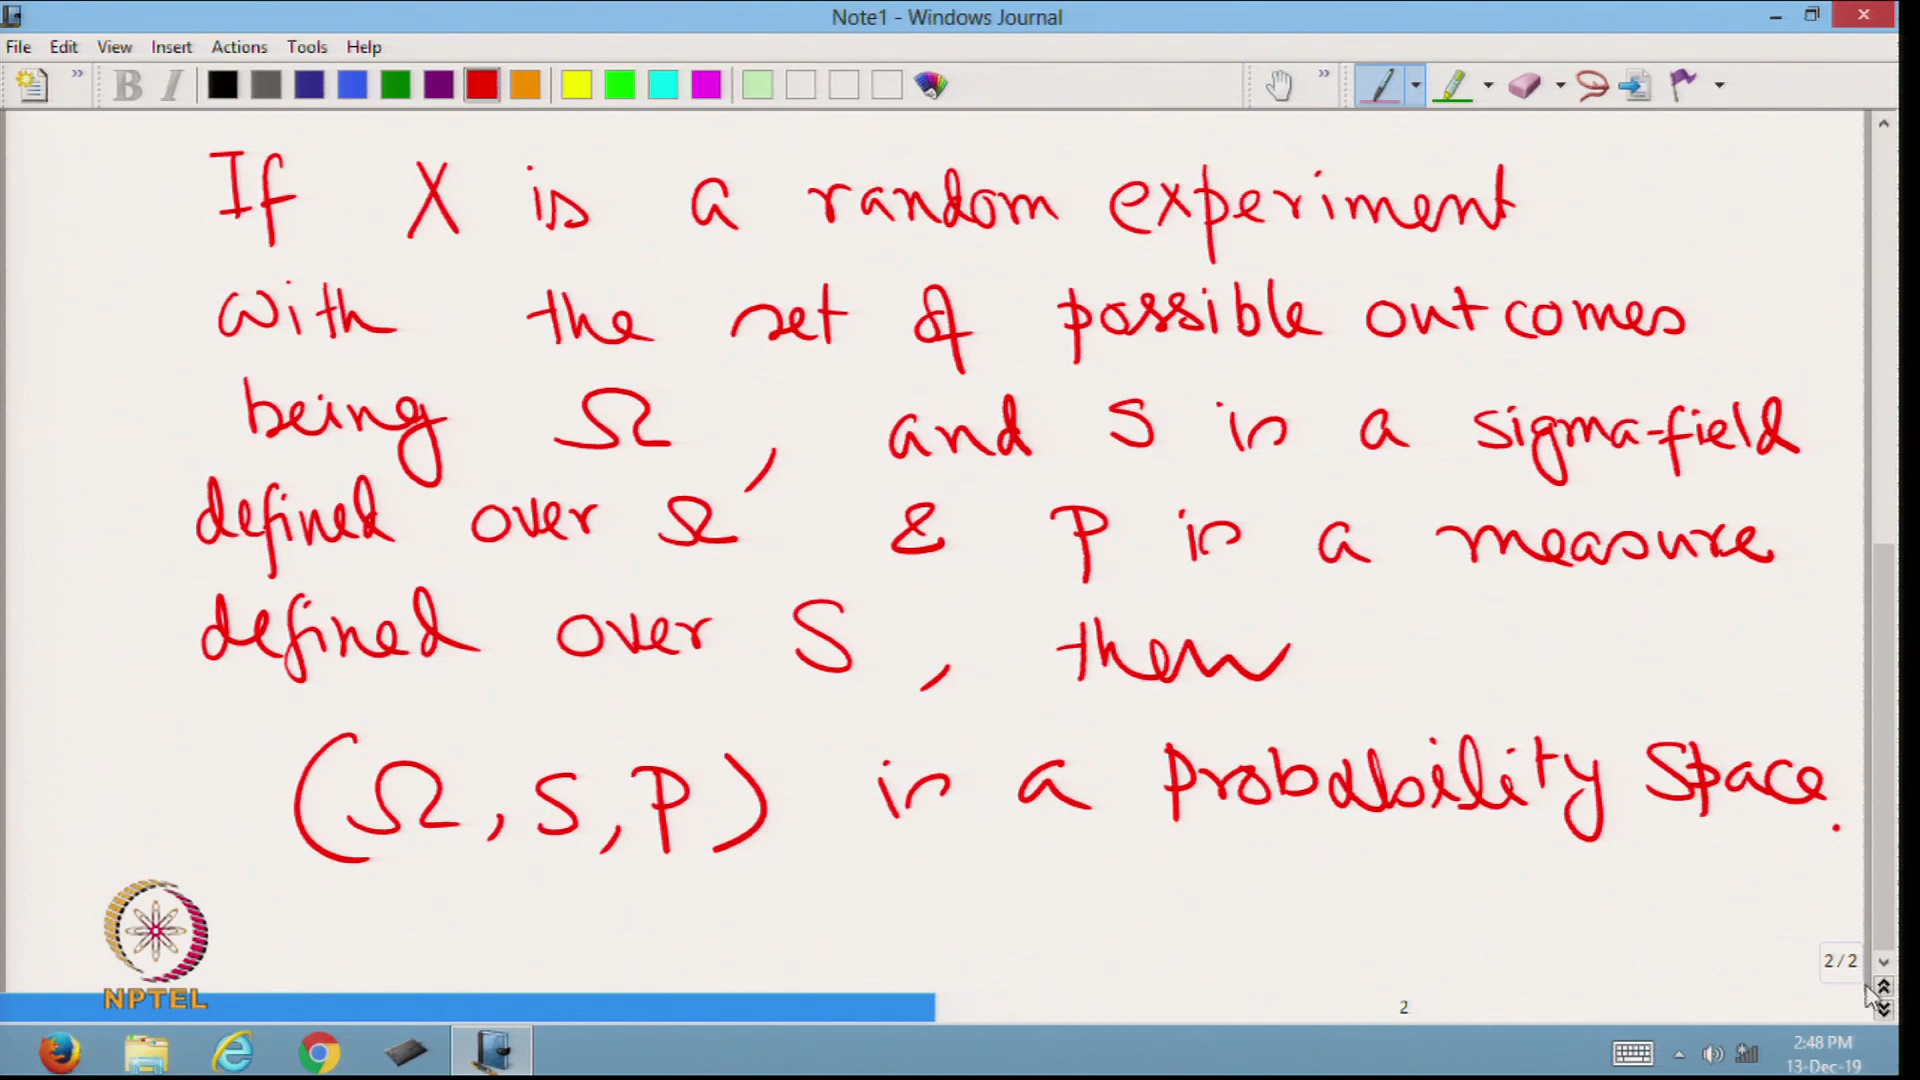 Note1 - Windows Journal
File Edit View Insert Actions Tools Help
B I
If X is a random experiment
with the set of possible outcomes
being Ω, and S is a sigma-field
defined over Ω & P is a measure
defined over S, then
(Ω, S, P) is a Probability Space.
NPTEL
2/2
2
2:48 PM
13-Dec-19